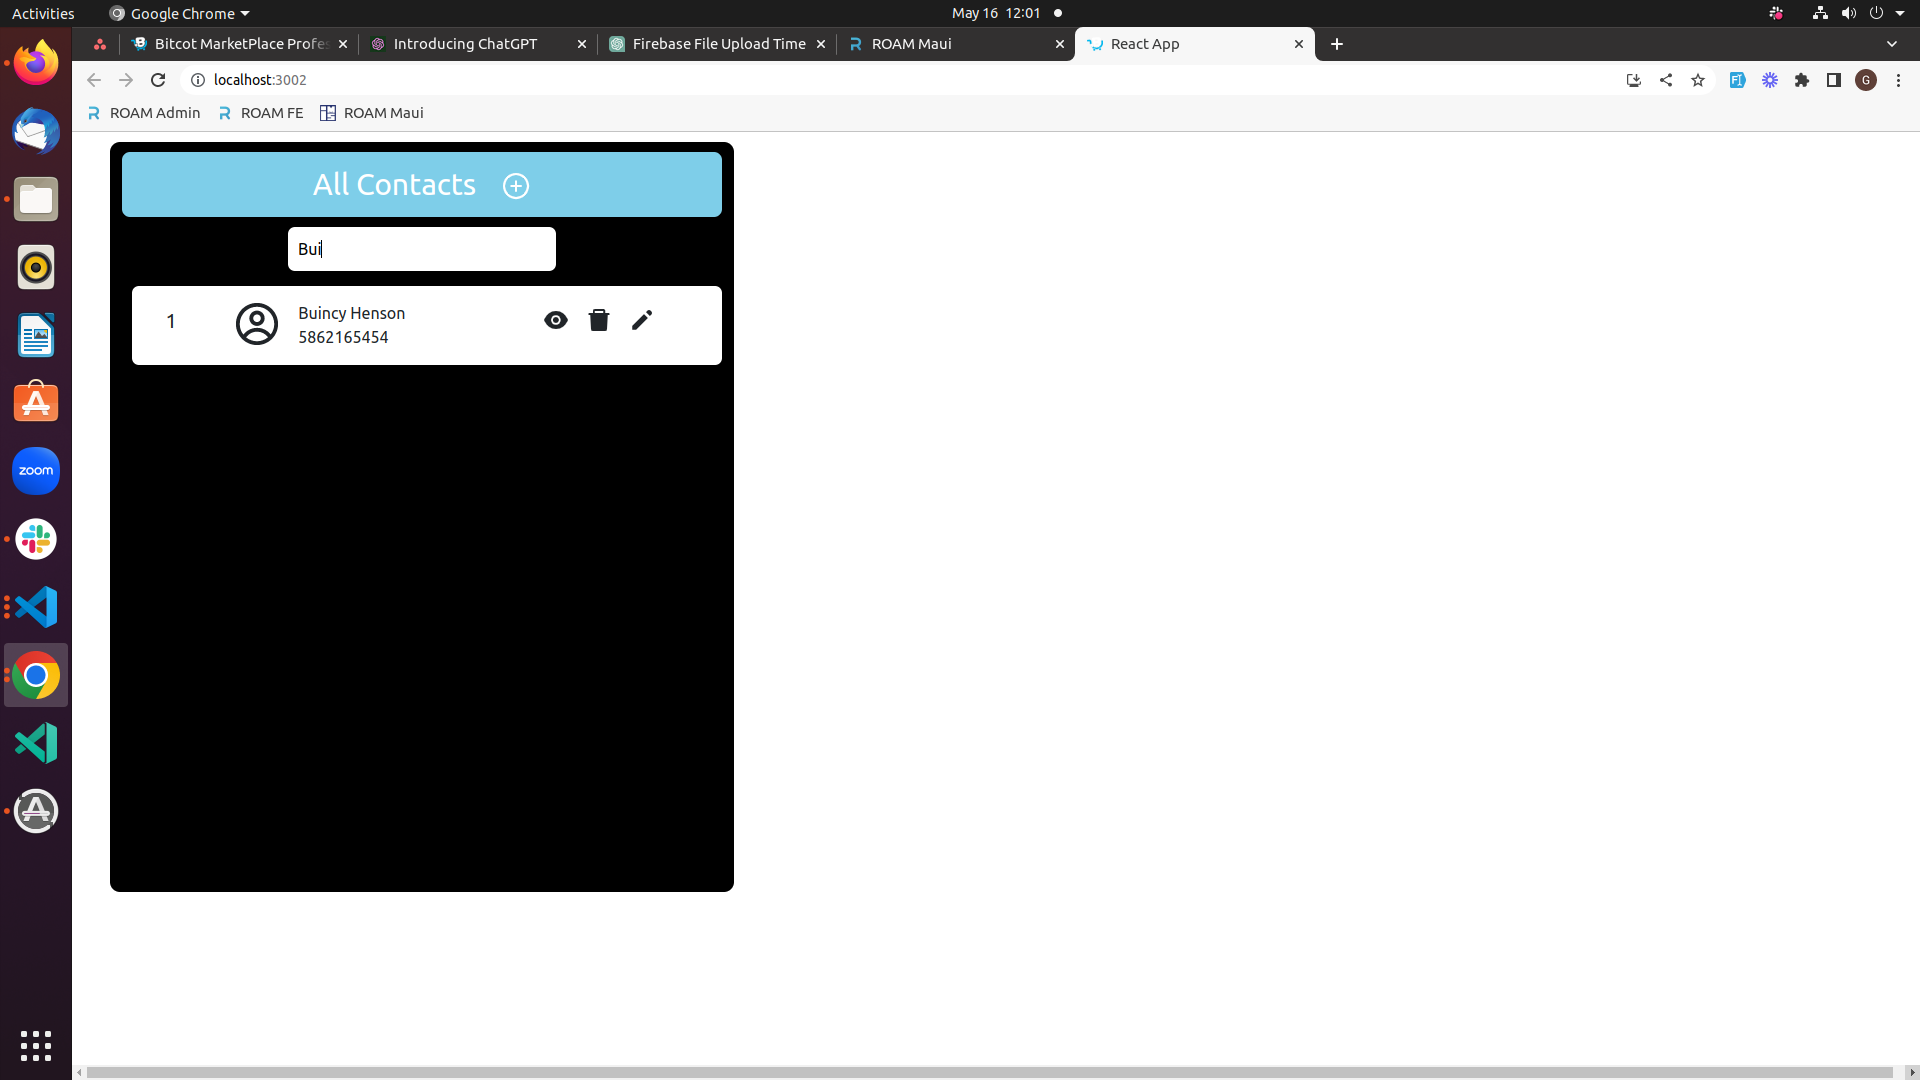 Activities Google Chrome May 16 12:01
Bitcot MarketPlace Profes Introducing ChatGPT Firebase File Upload Time ROAM Maui React App
localhost:3002 G
ROAM Admin ROAM FE ROAM Maui
All Contacts
Bui
1 Buincy Henson
5862165454
zoom